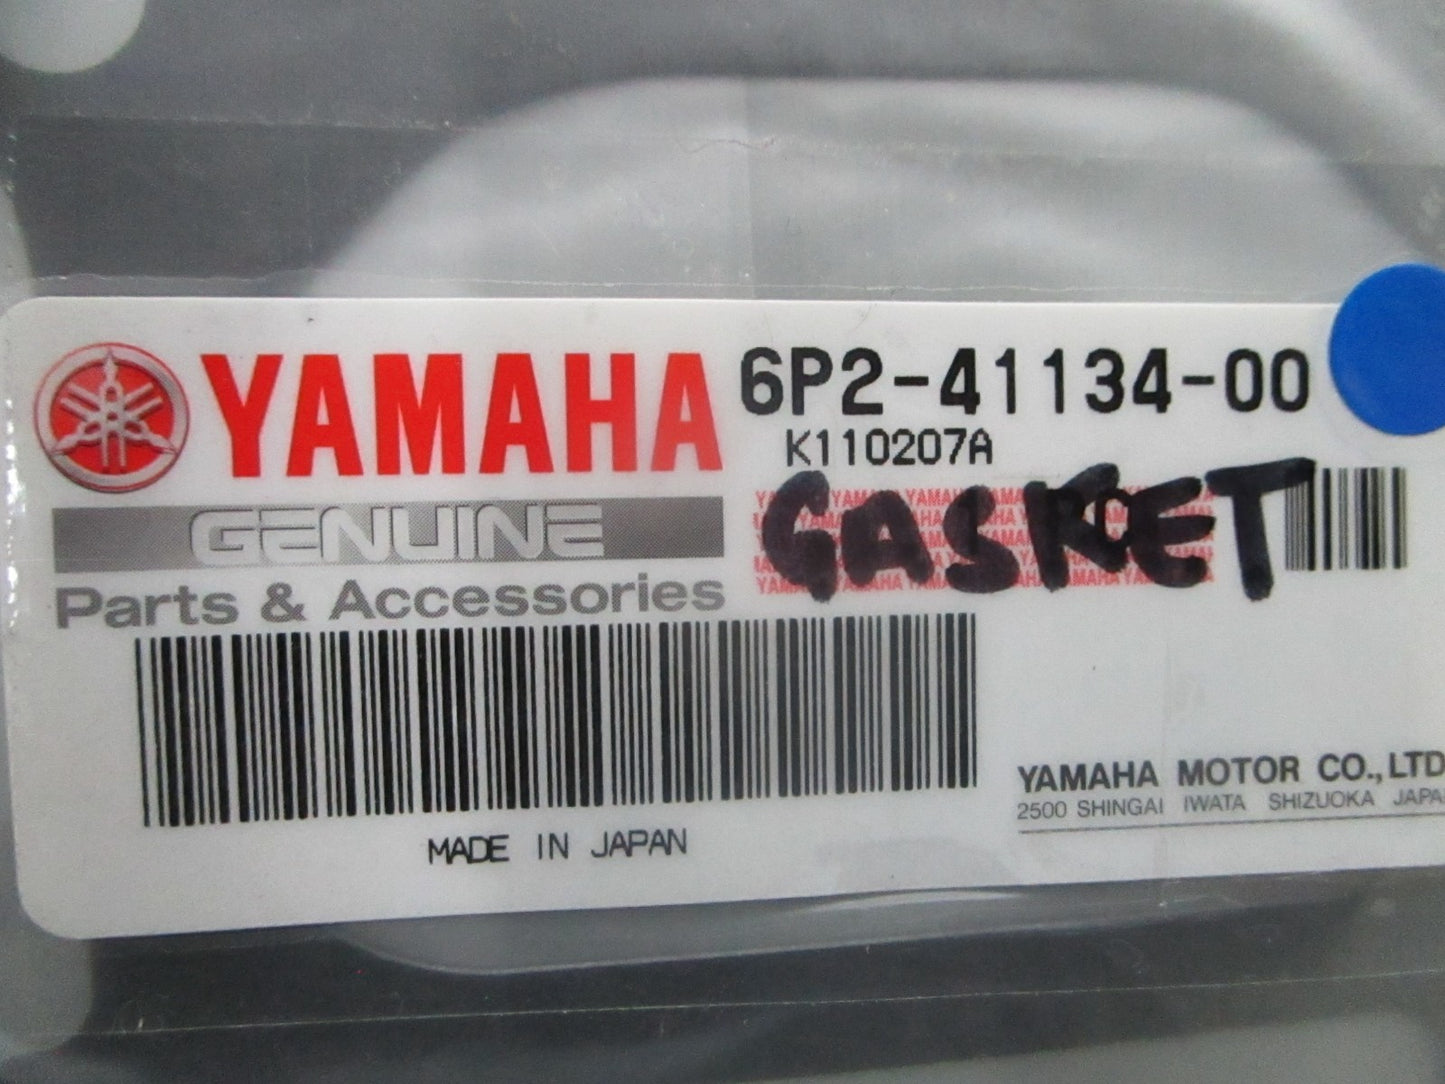 YAMAHA 6P2-41134-00
K110207A
GENUINE
GASKET
Parts & Accessories
YAMAHA MOTOR CO., LTD
2500 SHINGAI IWATA SHIZUOKA JAPA
MADE IN JAPAN